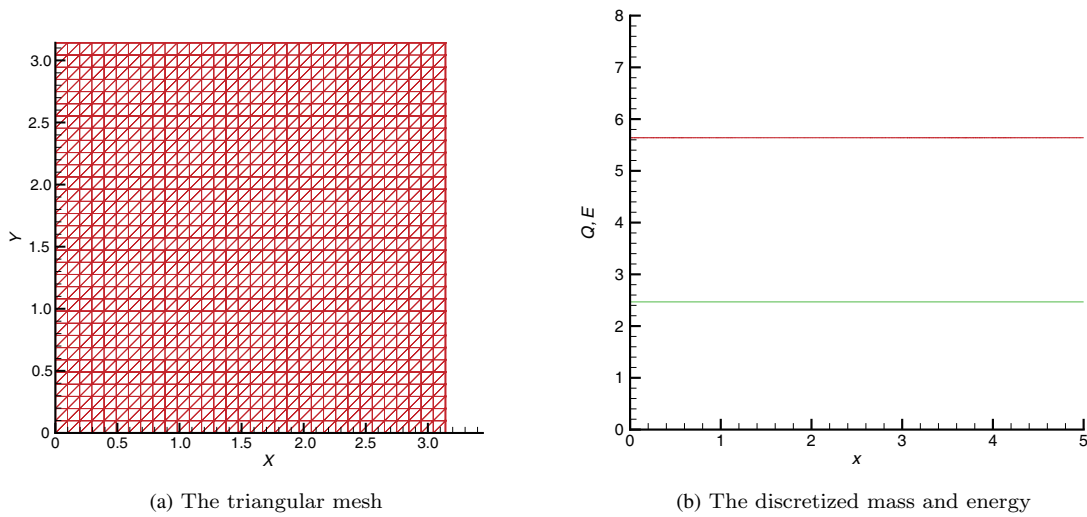 3.0
2.5
2.0
1.5
1.0
0.5
0
Y
0 0.5 1.0 1.5 2.0 2.5 3.0
X
8
7
6
5
4
3
2
1
0
Q, E
0 1 2 3 4 5
x
(a) The triangular mesh
(b) The discretized mass and energy